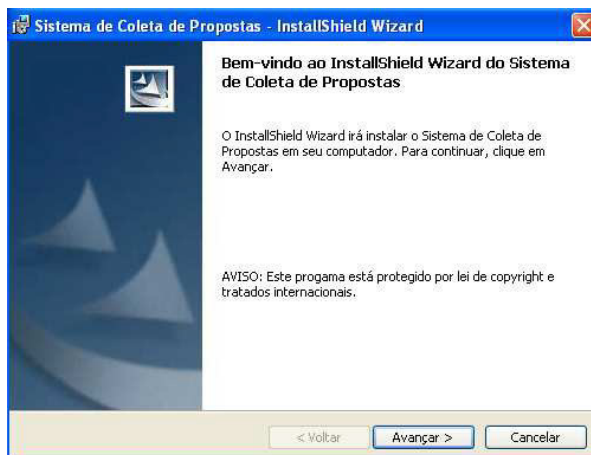 Sistema de Coleta de Propostas - InstallShield Wizard
Bem-vindo ao InstallShield Wizard do Sistema
de Coleta de Propostas
O InstallShield Wizard irá instalar o Sistema de Coleta de
Propostas em seu computador. Para continuar, clique em
Avançar.
AVISO: Este progama está protegido por lei de copyright e
tratados internacionais.
< Voltar
Avançar >
Cancelar